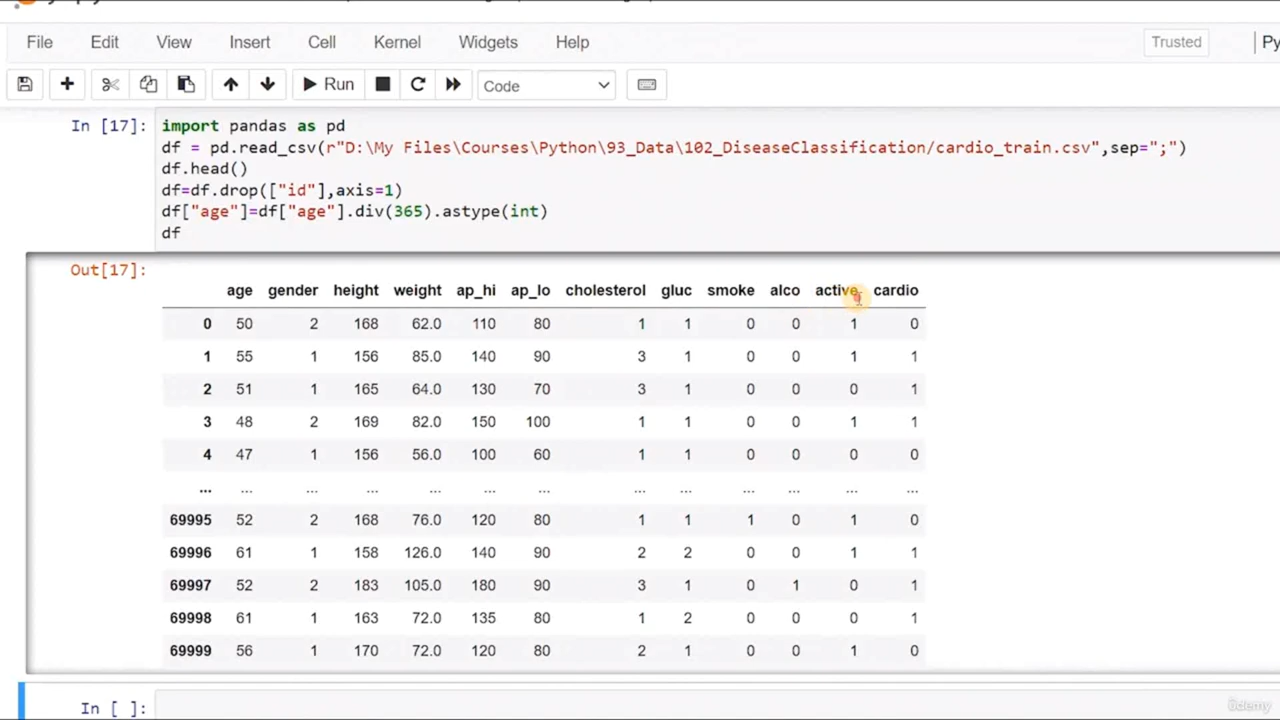 File Edit View Insert Cell Kernel Widgets Help Trusted Py
Run Code
In [17]: import pandas as pd
df = pd.read_csv(r"D:\My Files\Courses\Python\93_Data\102_DiseaseClassification/cardio_train.csv",sep=";")
df.head()
df=df.drop(["id"],axis=1)
df["age"]=df["age"].div(365).astype(int)
df
Out[17]:
age gender height weight ap_hi ap_lo cholesterol gluc smoke alco active cardio
0 50 2 168 62.0 110 80 1 1 0 0 1 0
1 55 1 156 85.0 140 90 3 1 0 0 1 1
2 51 1 165 64.0 130 70 3 1 0 0 0 1
3 48 2 169 82.0 150 100 1 1 0 0 1 1
4 47 1 156 56.0 100 60 1 1 0 0 0 0
... ... ... ... ... ... ... ... ... ... ... ... ...
69995 52 2 168 76.0 120 80 1 1 1 0 1 0
69996 61 1 158 126.0 140 90 2 2 0 0 1 1
69997 52 2 183 105.0 180 90 3 1 0 1 0 1
69998 61 1 163 72.0 135 80 1 2 0 0 0 1
69999 56 1 170 72.0 120 80 2 1 0 0 1 0
In [ ]:
ûdemy